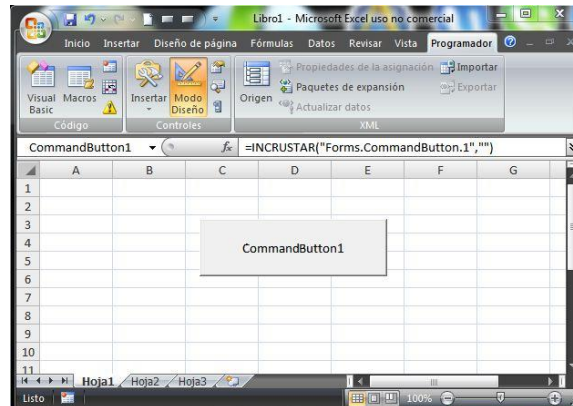 Libro1 - Microsoft Excel uso no comercial
Inicio Insertar Diseño de página Fórmulas Datos Revisar Vista Programador
Visual Basic Macros Insertar Modo Diseño Origen Propiedades de la asignación Importar
Paquetes de expansión Exportar
Actualizar datos
Código Controles XML
CommandButton1 fx =INCRUSTAR("Forms.CommandButton.1","")
A B C D E F G
1
2
3
4
CommandButton1
5
6
7
8
9
10
11
Hoja1 Hoja2 Hoja3
Listo 100%